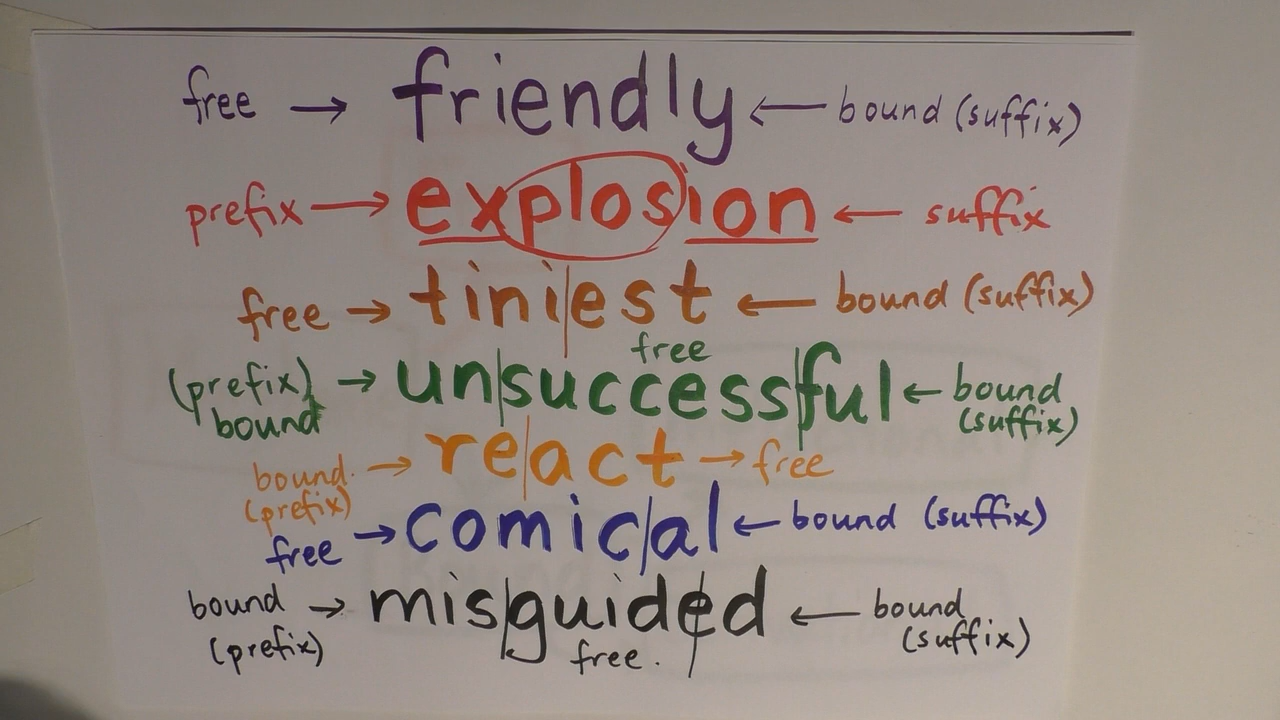 free → friendly ← bound (suffix)
prefix → explosion ← suffix
free → tiniest ← bound (suffix)
free
(prefix) → unsuccessful ← bound
bound (suffix)
bound. → react → free
(prefix)
free → comical ← bound (suffix)
bound → misguided ← bound
(prefix) free. (suffix)